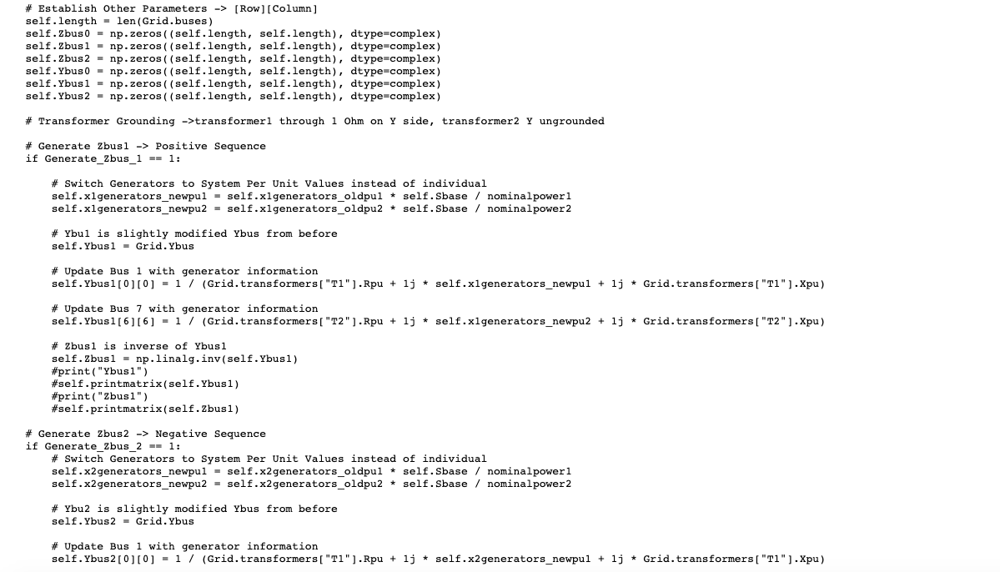 # Establish Other Parameters -> [Row][Column]
self.length = len(Grid.buses)
self.Zbus0 = np.zeros((self.length, self.length), dtype=complex)
self.Zbus1 = np.zeros((self.length, self.length), dtype=complex)
self.Zbus2 = np.zeros((self.length, self.length), dtype=complex)
self.Ybus0 = np.zeros((self.length, self.length), dtype=complex)
self.Ybus1 = np.zeros((self.length, self.length), dtype=complex)
self.Ybus2 = np.zeros((self.length, self.length), dtype=complex)
# Transformer Grounding ->transformer1 through 1 Ohm on Y side, transformer2 Y ungrounded
# Generate Zbus1 -> Positive Sequence
if Generate_Zbus_1 == 1:
# Switch Generators to System Per Unit Values instead of individual
self.x1generators_newpu1 = self.x1generators_oldpu1 * self.Sbase / nominalpower1
self.x1generators_newpu2 = self.x1generators_oldpu2 * self.Sbase / nominalpower2
# Ybu1 is slightly modified Ybus from before
self.Ybus1 = Grid.Ybus
# Update Bus 1 with generator information
self.Ybus1[0][0] = 1 / (Grid.transformers["T1"].Rpu + 1j * self.x1generators_newpu1 + 1j * Grid.transformers["T1"].Xpu)
# Update Bus 7 with generator information
self.Ybus1[6][6] = 1 / (Grid.transformers["T2"].Rpu + 1j * self.x1generators_newpu2 + 1j * Grid.transformers["T2"].Xpu)
# Zbus1 is inverse of Ybus1
self.Zbus1 = np.linalg.inv(self.Ybus1)
#print("Ybus1")
#self.printmatrix(self.Ybus1)
#print("Zbus1")
#self.printmatrix(self.Zbus1)
# Generate Zbus2 -> Negative Sequence
if Generate_Zbus_2 == 1:
# Switch Generators to System Per Unit Values instead of individual
self.x2generators_newpu1 = self.x2generators_oldpu1 * self.Sbase / nominalpower1
self.x2generators_newpu2 = self.x2generators_oldpu2 * self.Sbase / nominalpower2
# Ybu2 is slightly modified Ybus from before
self.Ybus2 = Grid.Ybus
# Update Bus 1 with generator information
self.Ybus2[0][0] = 1 / (Grid.transformers["T1"].Rpu + 1j * self.x2generators_newpu1 + 1j * Grid.transformers["T1"].Xpu)